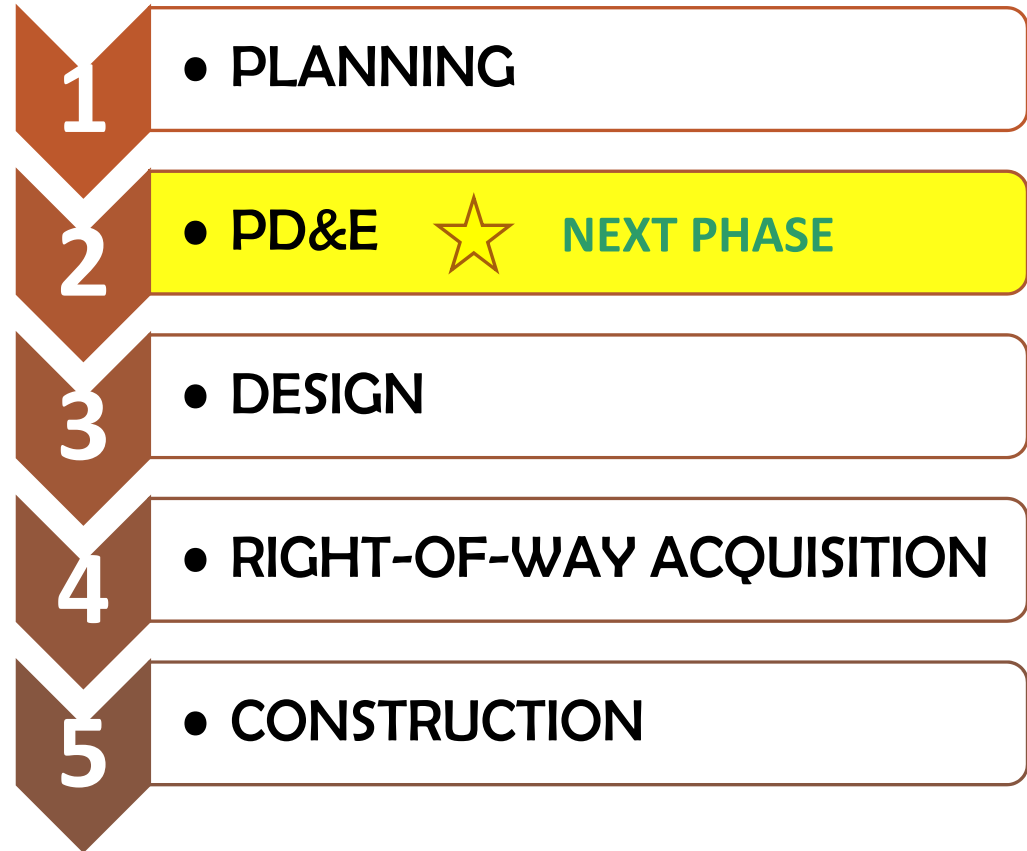 1 • PLANNING
2 • PD&E NEXT PHASE
3 • DESIGN
4 • RIGHT-OF-WAY ACQUISITION
5 • CONSTRUCTION